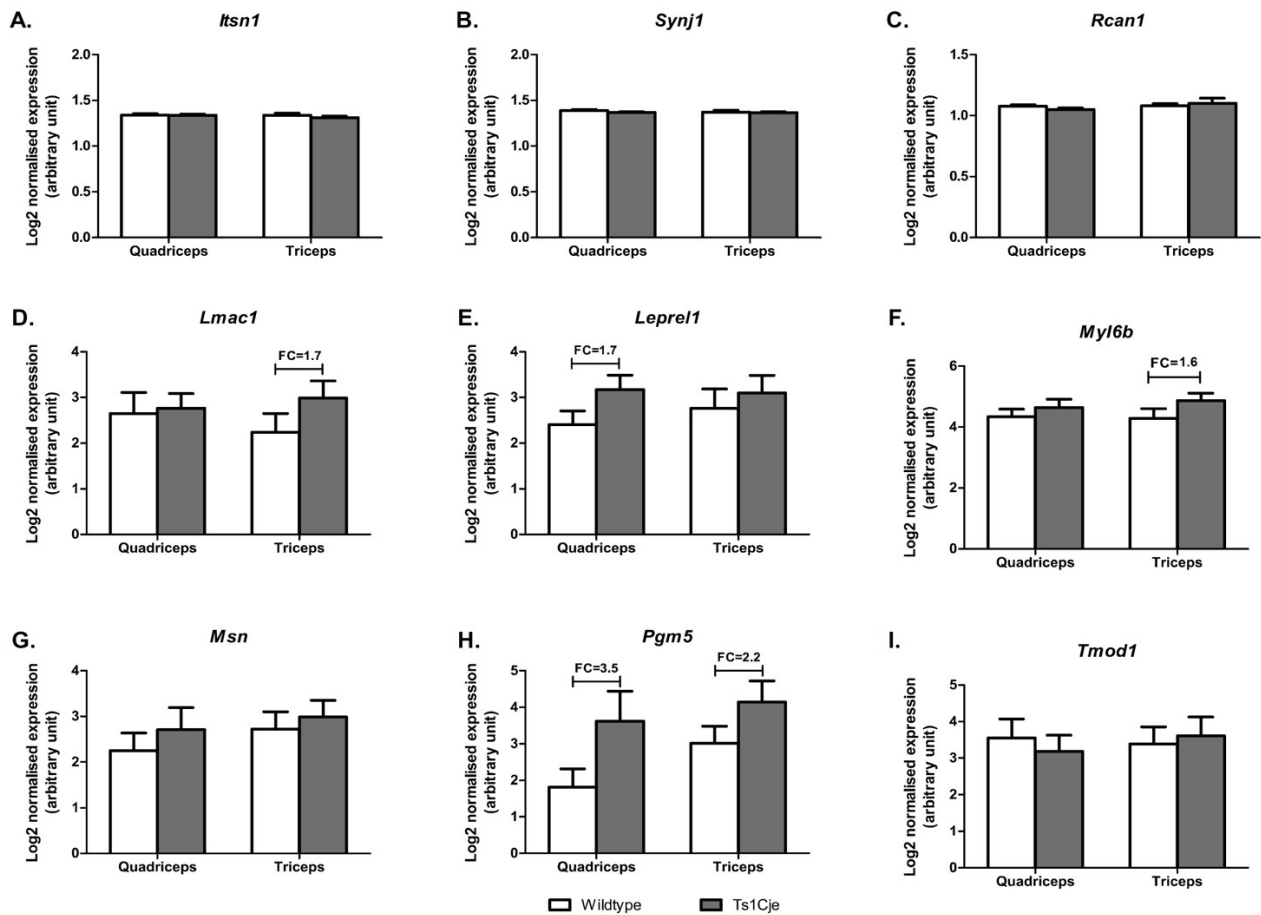 A.
Itsn1
Log2 normalised expression
(arbitrary unit)
2.0
1.5
1.0
0.5
0.0
Quadriceps
Triceps
B.
Synj1
Log2 normalised expression
(arbitrary unit)
2.0
1.5
1.0
0.5
0.0
Quadriceps
Triceps
C.
Rcan1
Log2 normalised expression
(arbitrary unit)
1.5
1.0
0.5
0.0
Quadriceps
Triceps
D.
Lmac1
Log2 normalised expression
(arbitrary unit)
4
3
2
1
0
FC=1.7
Quadriceps
Triceps
E.
Leprel1
Log2 normalised expression
(arbitrary unit)
4
3
2
1
0
FC=1.7
Quadriceps
Triceps
F.
Myl6b
Log2 normalised expression
(arbitrary unit)
6
4
2
0
FC=1.6
Quadriceps
Triceps
G.
Msn
Log2 normalised expression
(arbitrary unit)
4
3
2
1
0
Quadriceps
Triceps
H.
Pgm5
Log2 normalised expression
(arbitrary unit)
5
4
3
2
1
0
FC=3.5
FC=2.2
Quadriceps
Triceps
I.
Tmod1
Log2 normalised expression
(arbitrary unit)
5
4
3
2
1
0
Quadriceps
Triceps
Wildtype
Ts1Cje